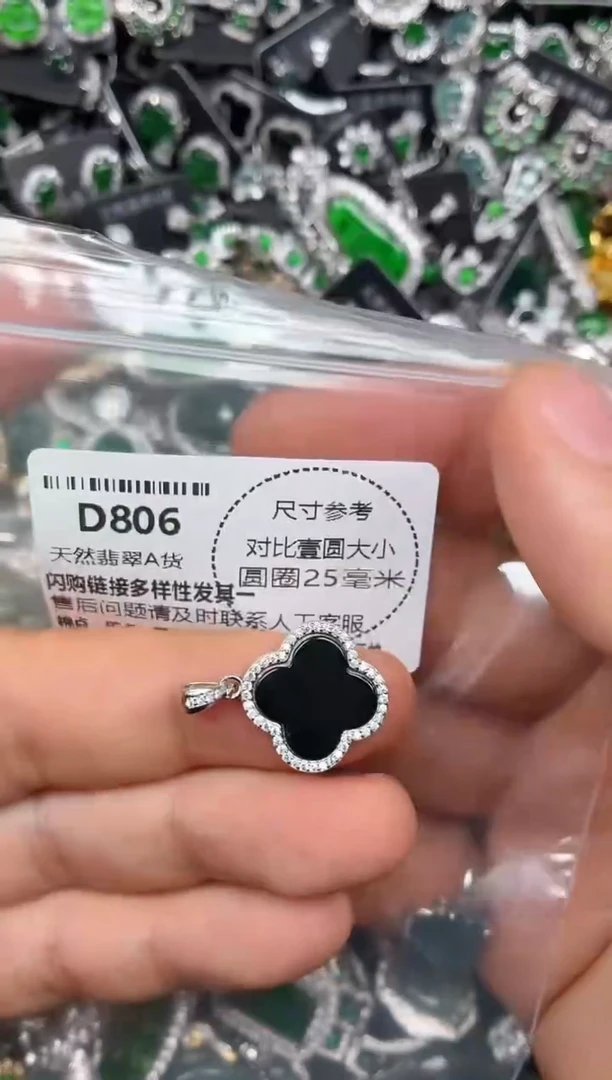 D806
天然翡翠A货
尺寸参考
对比壹圆大小
圆圈25毫米
闪购链接多样性发其一
售后问题请及时联系人工客服